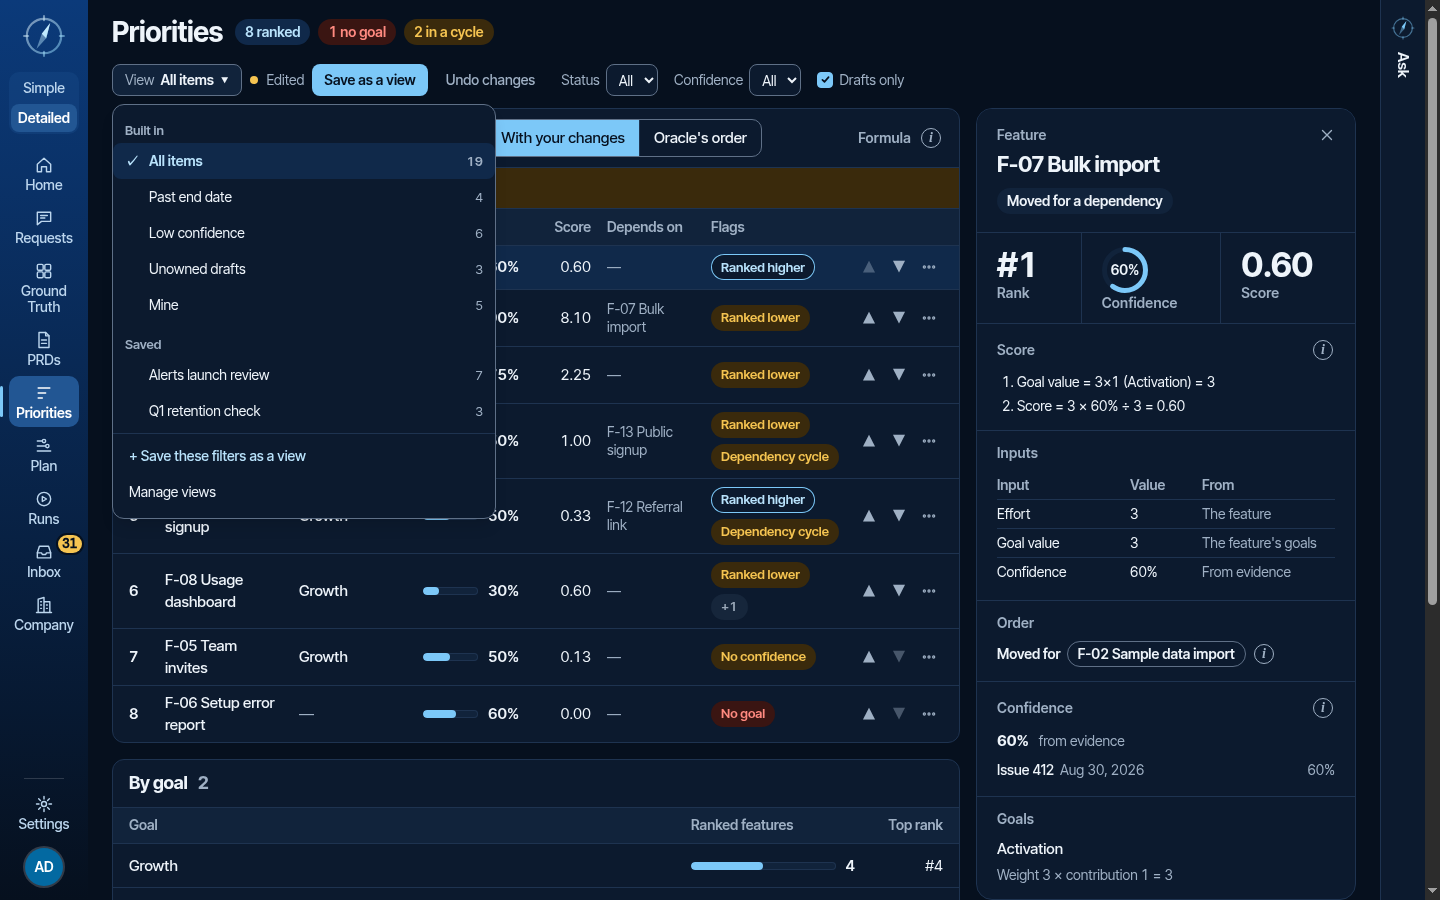 Priorities
8 ranked
1 no goal
2 in a cycle
Simple
Detailed
Home
Requests
Ground
Truth
PRDs
Priorities
Plan
Runs
31
Inbox
Company
Settings
AD
View All items ▼
Edited
Save as a view
Undo changes
Status All
Confidence All
Drafts only
Built in
✓ All items 19
Past end date 4
Low confidence 6
Unowned drafts 3
Mine 5
Saved
Alerts launch review 7
Q1 retention check 3
+ Save these filters as a view
Manage views
With your changes
Oracle's order
Formula i
Score Depends on Flags
0.60 — Ranked higher ▲ ▼ •••
8.10 F-07 Bulk
import
Ranked lower ▲ ▼ •••
2.25 — Ranked lower ▲ ▼ •••
1.00 F-13 Public
signup
Ranked lower
Dependency cycle ▲ ▼ •••
signup
0.33 F-12 Referral
link
Ranked higher
Dependency cycle ▲ ▼ •••
6 F-08 Usage
dashboard
Growth 30% 0.60 —
Ranked lower
+1 ▲ ▼ •••
7 F-05 Team
invites
Growth 50% 0.13 — No confidence ▲ ▼ •••
8 F-06 Setup error
report
— 60% 0.00 — No goal ▲ ▼ •••
By goal 2
Goal Ranked features Top rank
Growth 4 #4
Feature
F-07 Bulk import
Moved for a dependency
#1
Rank
60%
Confidence
0.60
Score
Score i
1. Goal value = 3×1 (Activation) = 3
2. Score = 3 × 60% ÷ 3 = 0.60
Inputs
Input Value From
Effort 3 The feature
Goal value 3 The feature's goals
Confidence 60% From evidence
Order
Moved for F-02 Sample data import i
Confidence i
60% from evidence
Issue 412 Aug 30, 2026 60%
Goals
Activation
Weight 3 × contribution 1 = 3
Ask